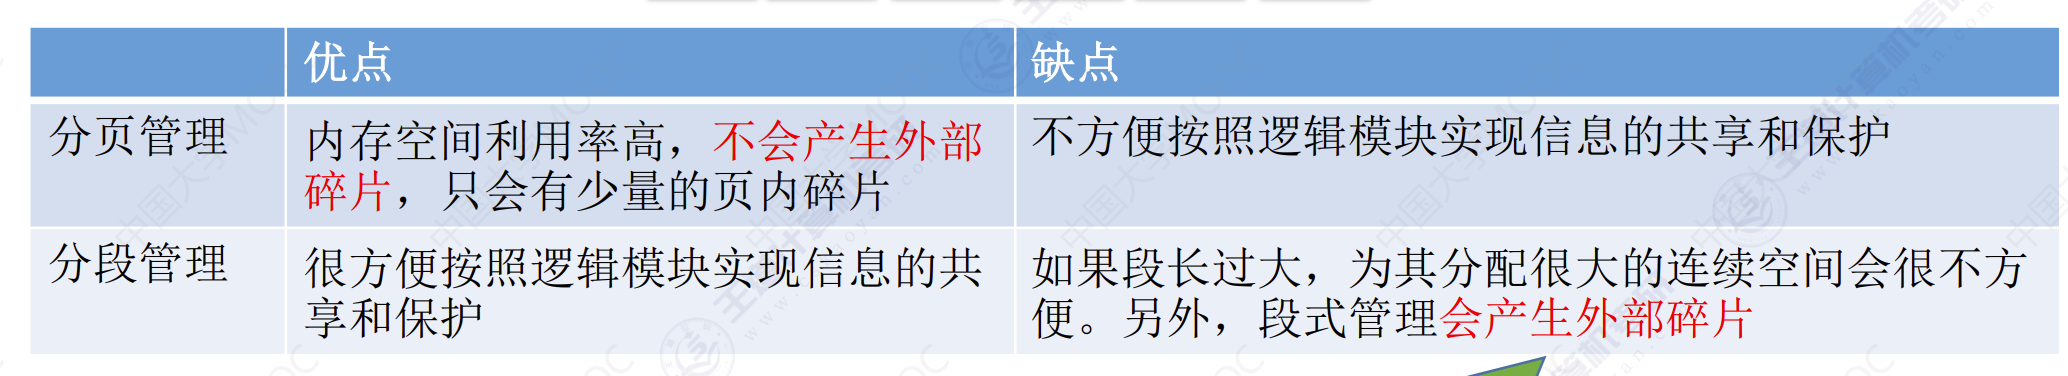 优点
缺点
分页管理
内存空间利用率高，不会产生外部
碎片，只会有少量的页内碎片
不方便按照逻辑模块实现信息的共享和保护
分段管理
很方便按照逻辑模块实现信息的共
享和保护
如果段长过大，为其分配很大的连续空间会很不方
便。另外，段式管理会产生外部碎片